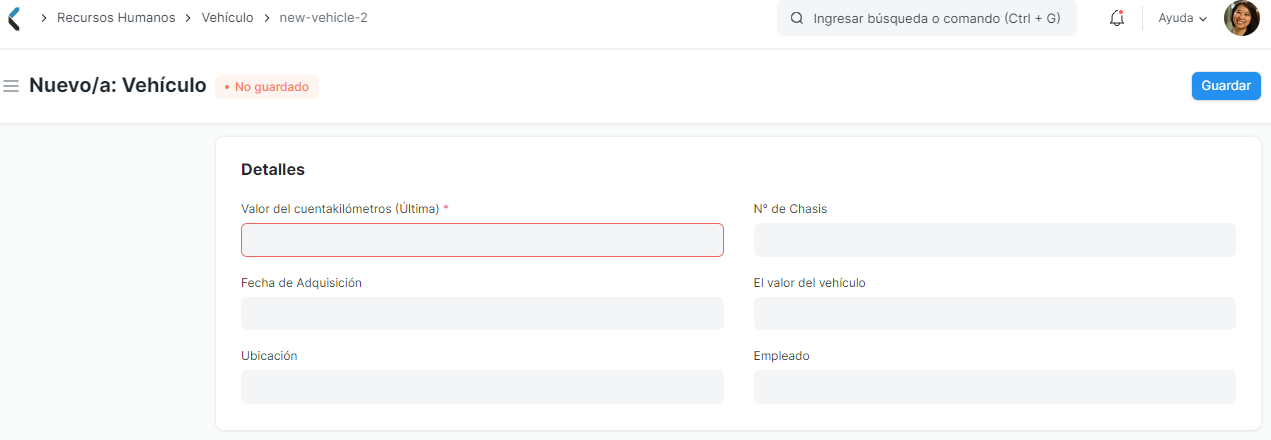 Recursos Humanos > Vehículo > new-vehicle-2
Ingresar búsqueda o comando (Ctrl + G)
Ayuda
Nuevo/a: Vehículo
No guardado
Guardar
Detalles
Valor del cuentakilómetros (Última) *
N° de Chasis
Fecha de Adquisición
El valor del vehículo
Ubicación
Empleado